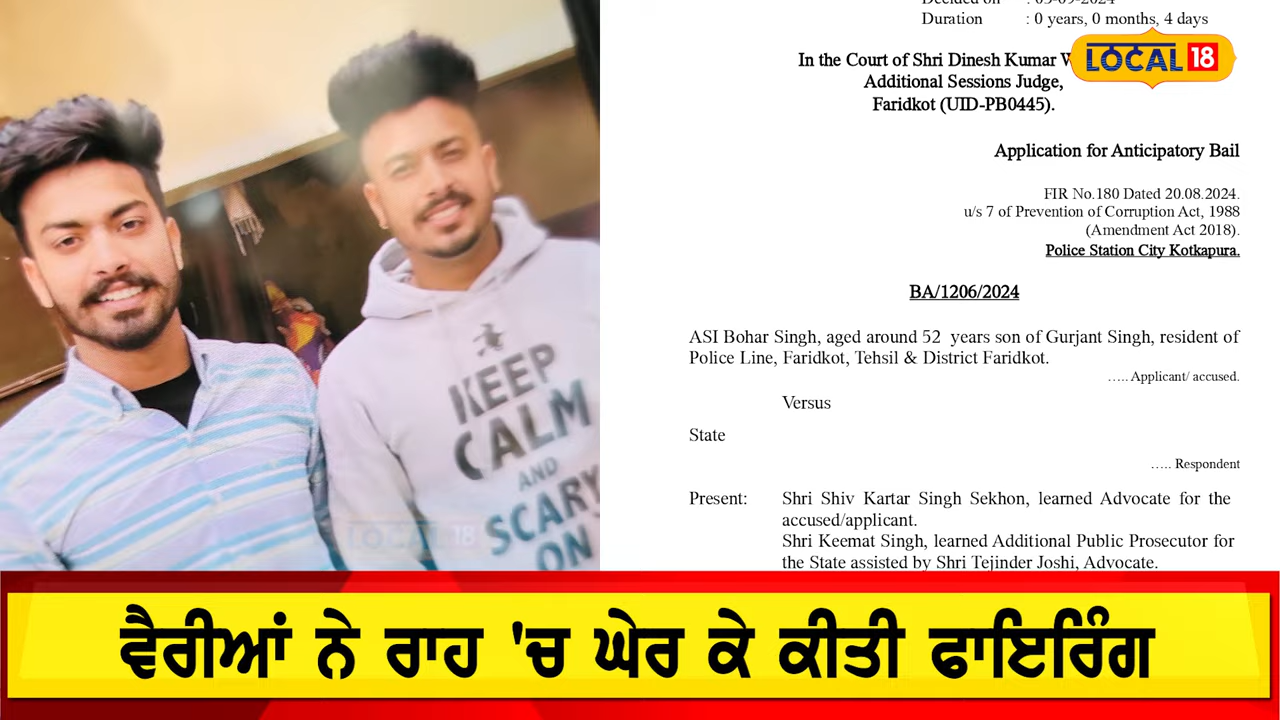 Duration : 0 years, 0 months, 4 days
LOCAL 18
In the Court of Shri Dinesh Kumar
Additional Sessions Judge,
Faridkot (UID-PB0445).
Application for Anticipatory Bail
FIR No.180 Dated 20.08.2024.
u/s 7 of Prevention of Corruption Act, 1988
(Amendment Act 2018).
Police Station City Kotkapura.
BA/1206/2024
ASI Bohar Singh, aged around 52 years son of Gurjant Singh, resident of
Police Line, Faridkot, Tehsil & District Faridkot.
…..Applicant/ accused.
Versus
State
….. Respondent
Present: Shri Shiv Kartar Singh Sekhon, learned Advocate for the
accused/applicant.
Shri Keemat Singh, learned Additional Public Prosecutor for
the State assisted by Shri Tejinder Joshi, Advocate.
KEEP
CALM
AND
SCARY
ON
LOCAL 18
ਵੈਰੀਆਂ ਨੇ ਰਾਹ 'ਚ ਘੇਰ ਕੇ ਕੀਤੀ ਫਾਇਰਿੰਗ